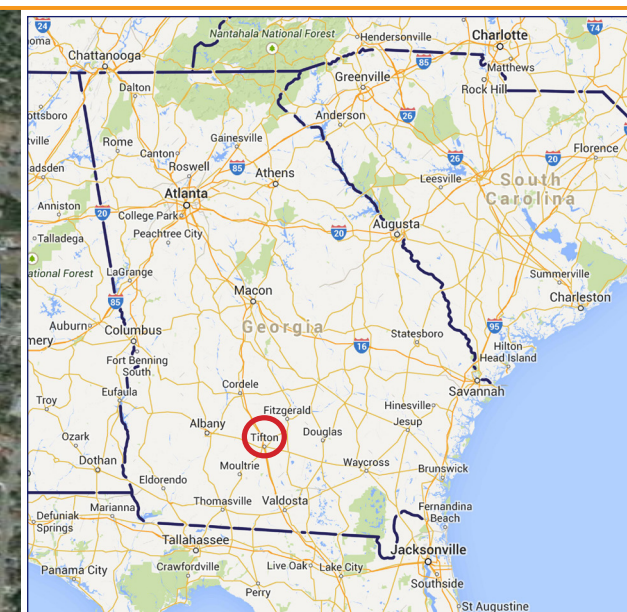 24
Nantahala National Forest
Hendersonville
Charlotte
74
oma
Chattanooga
85
Matthews
Greenville
Rock Hill
Dalton
ottsboro
Anderson
26
tville
Rome
Gainesville
Florence
Canton
85
26
20
adsden
Roswell
Athens
Leesville
South
Carolina
Anniston
Atlanta
20
College Park
Augusta
Talladega
Peachtree City
20
ational Forest
LaGrange
Summerville
Macon
Charleston
85
Auburn
Columbus
Georgia
Statesboro
95
mery
16
Hilton
Head Island
Fort Benning
South
Cordele
Savannah
Troy
Eufaula
Fitzgerald
Hinesville
Albany
Tifton
Douglas
Jesup
Ozark
Dothan
Moultrie
Waycross
Brunswick
Eldorendo
Marianna
Thomasville
Valdosta
Fernandina
Beach
Defuniak
Springs
Tallahassee
Jacksonville
Panama City
Crawfordville
Live Oak
Lake City
Southside
Perry
St Augustine